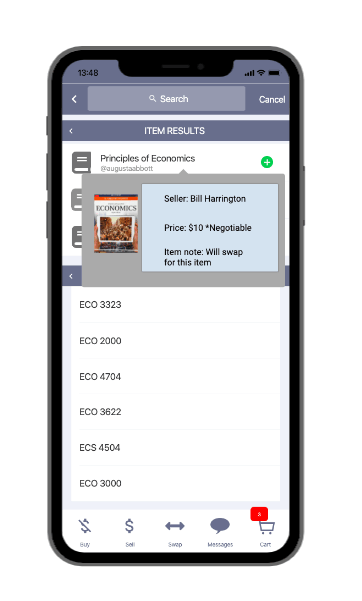 13:48
Search
Cancel
ITEM RESULTS
Principles of Economics
@augustaabbott
ECONOMICS
Seller: Bill Harrington
Price: $10 *Negotiable
Item note: Will swap
for this item
ECO 3323
ECO 2000
ECO 4704
ECO 3622
ECS 4504
ECO 3000
3
Buy
Sell
Swap
Messages
Cart